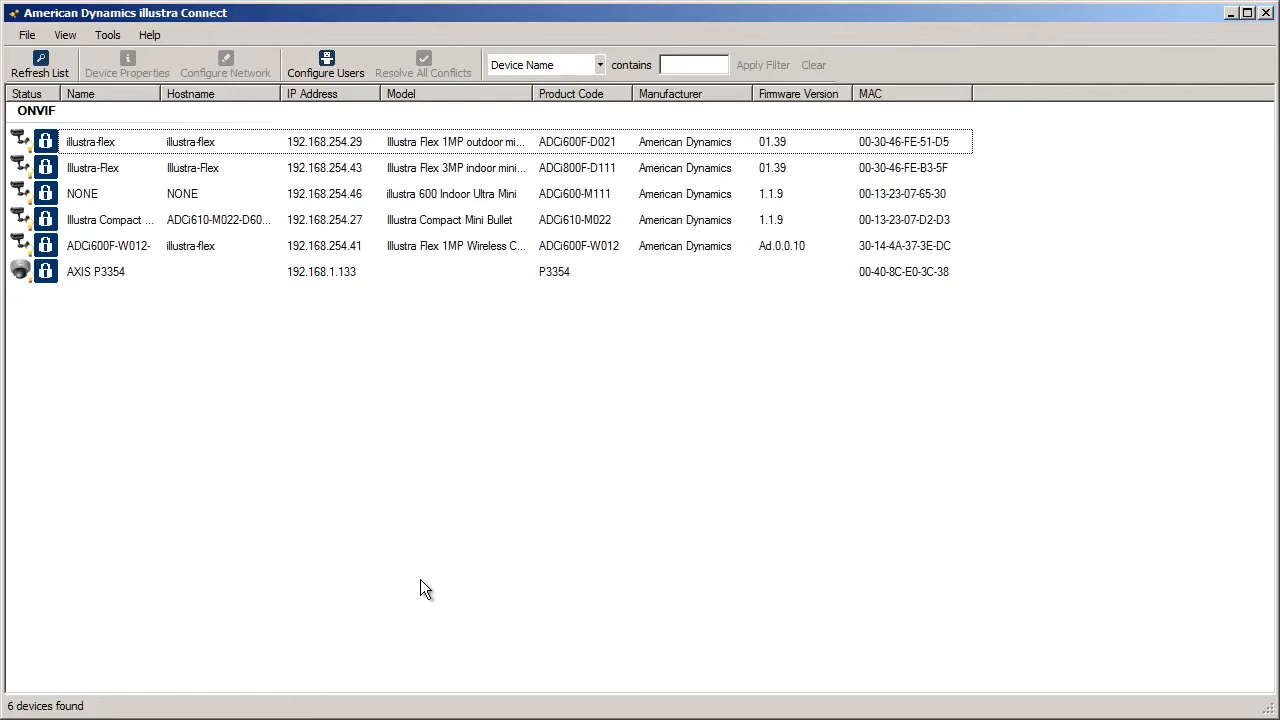 American Dynamics illustra Connect
File View Tools Help
Refresh List Device Properties Configure Network Configure Users Resolve All Conflicts Device Name contains Apply Filter Clear
Status Name Hostname IP Address Model Product Code Manufacturer Firmware Version MAC
ONVIF
illustra-flex illustra-flex 192.168.254.29 Illustra Flex 1MP outdoor mi... ADCi600F-D021 American Dynamics 01.39 00-30-46-FE-51-D5
Illustra-Flex Illustra-Flex 192.168.254.43 Illustra Flex 3MP indoor mini... ADCi800F-D111 American Dynamics 01.39 00-30-46-FE-B3-5F
NONE NONE 192.168.254.46 illustra 600 Indoor Ultra Mini ADCi600-M111 American Dynamics 1.1.9 00-13-23-07-65-30
Illustra Compact ... ADCi610-M022-D60... 192.168.254.27 Illustra Compact Mini Bullet ADCi610-M022 American Dynamics 1.1.9 00-13-23-07-D2-D3
ADCi600F-W012- illustra-flex 192.168.254.41 Illustra Flex 1MP Wireless C... ADCi600F-W012 American Dynamics Ad.0.0.10 30-14-4A-37-3E-DC
AXIS P3354 192.168.1.133 P3354 00-40-8C-E0-3C-38
6 devices found